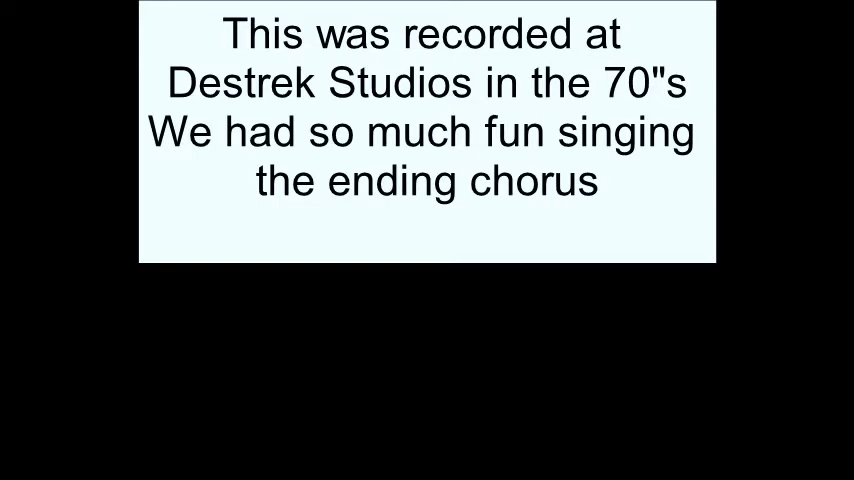 This was recorded at
Destrek Studios in the 70"s
We had so much fun singing
the ending chorus